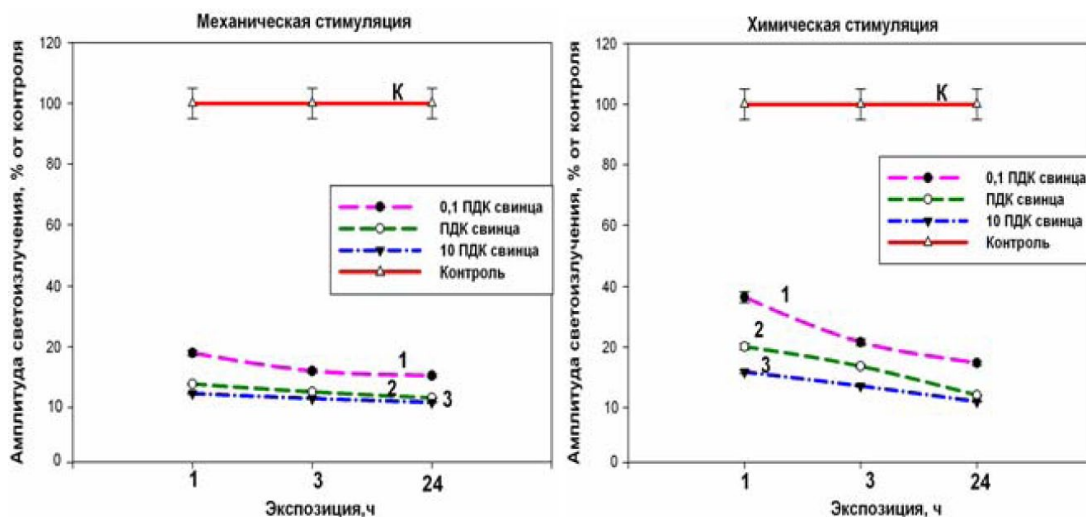 Механическая стимуляция
Амплитуда светоизлучения, % от контроля
120
100
80
60
40
20
10
0
К
0,1 ПДК свинца
ПДК свинца
10 ПДК свинца
Контроль
1
2
3
1
3
24
Экспозиция,ч
Химическая стимуляция
Амплитуда светоизлучения, % от контроля
120
100
80
60
40
20
10
0
К
0,1 ПДК свинца
ПДК свинца
10 ПДК свинца
Контроль
1
2
3
1
3
24
Экспозиция, ч